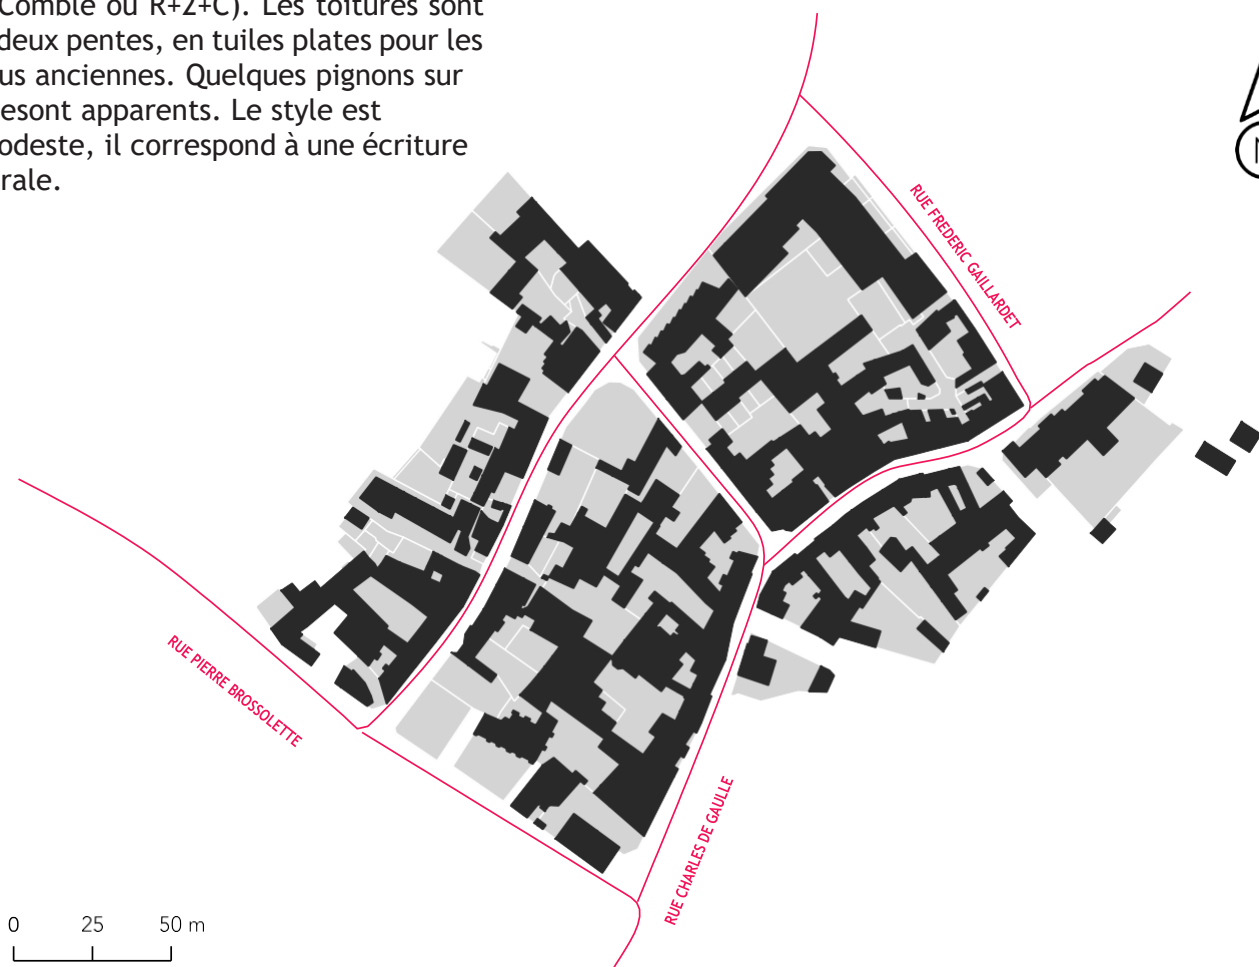 Comble ou R+2+C). Les toitures sont
deux pentes, en tuiles plates pour les
us anciennes. Quelques pignons sur
esont apparents. Le style est
odeste, il correspond à une écriture
rale.
RUE FREDERIC GAILLARDET
RUE PIERRE BROSSOLETTE
RUE CHARLES DE GAULLE
0 25 50 m